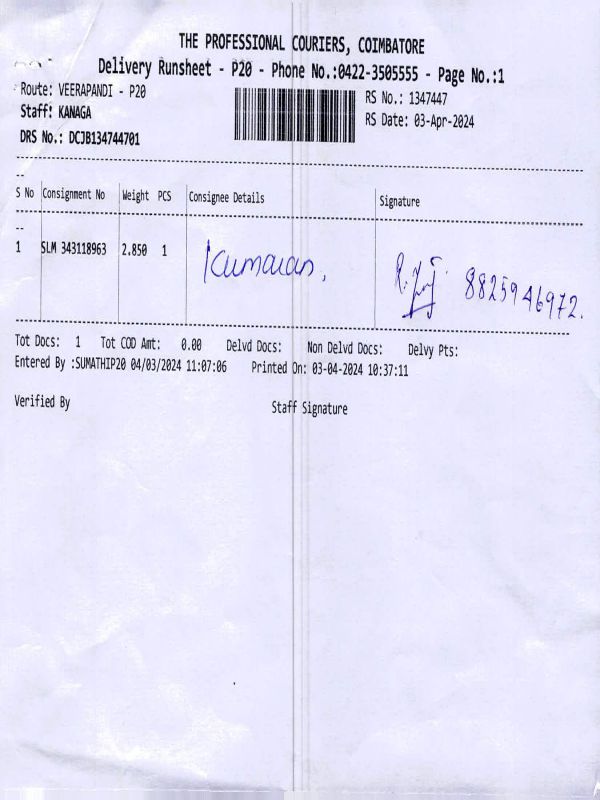 THE PROFESSIONAL COURIERS, COIMBATORE
Delivery Runsheet - P20 - Phone No.:0422-3505555 - Page No.:1
Route: VEERAPANDI - P20
RS No.: 1347447
Staff: KANAGA
RS Date: 03-Apr-2024
DRS No.: DCJB134744701
--
S No Consignment No Weight PCS Consignee Details Signature
--
1 SLM 343118963 2.850 1 Kumaran, 8825946972.
Tot Docs: 1 Tot COD Amt: 0.00 Delvd Docs: Non Delvd Docs: Delvy Pts:
Entered By :SUMATHIP20 04/03/2024 11:07:06 Printed On: 03-04-2024 10:37:11
Verified By Staff Signature